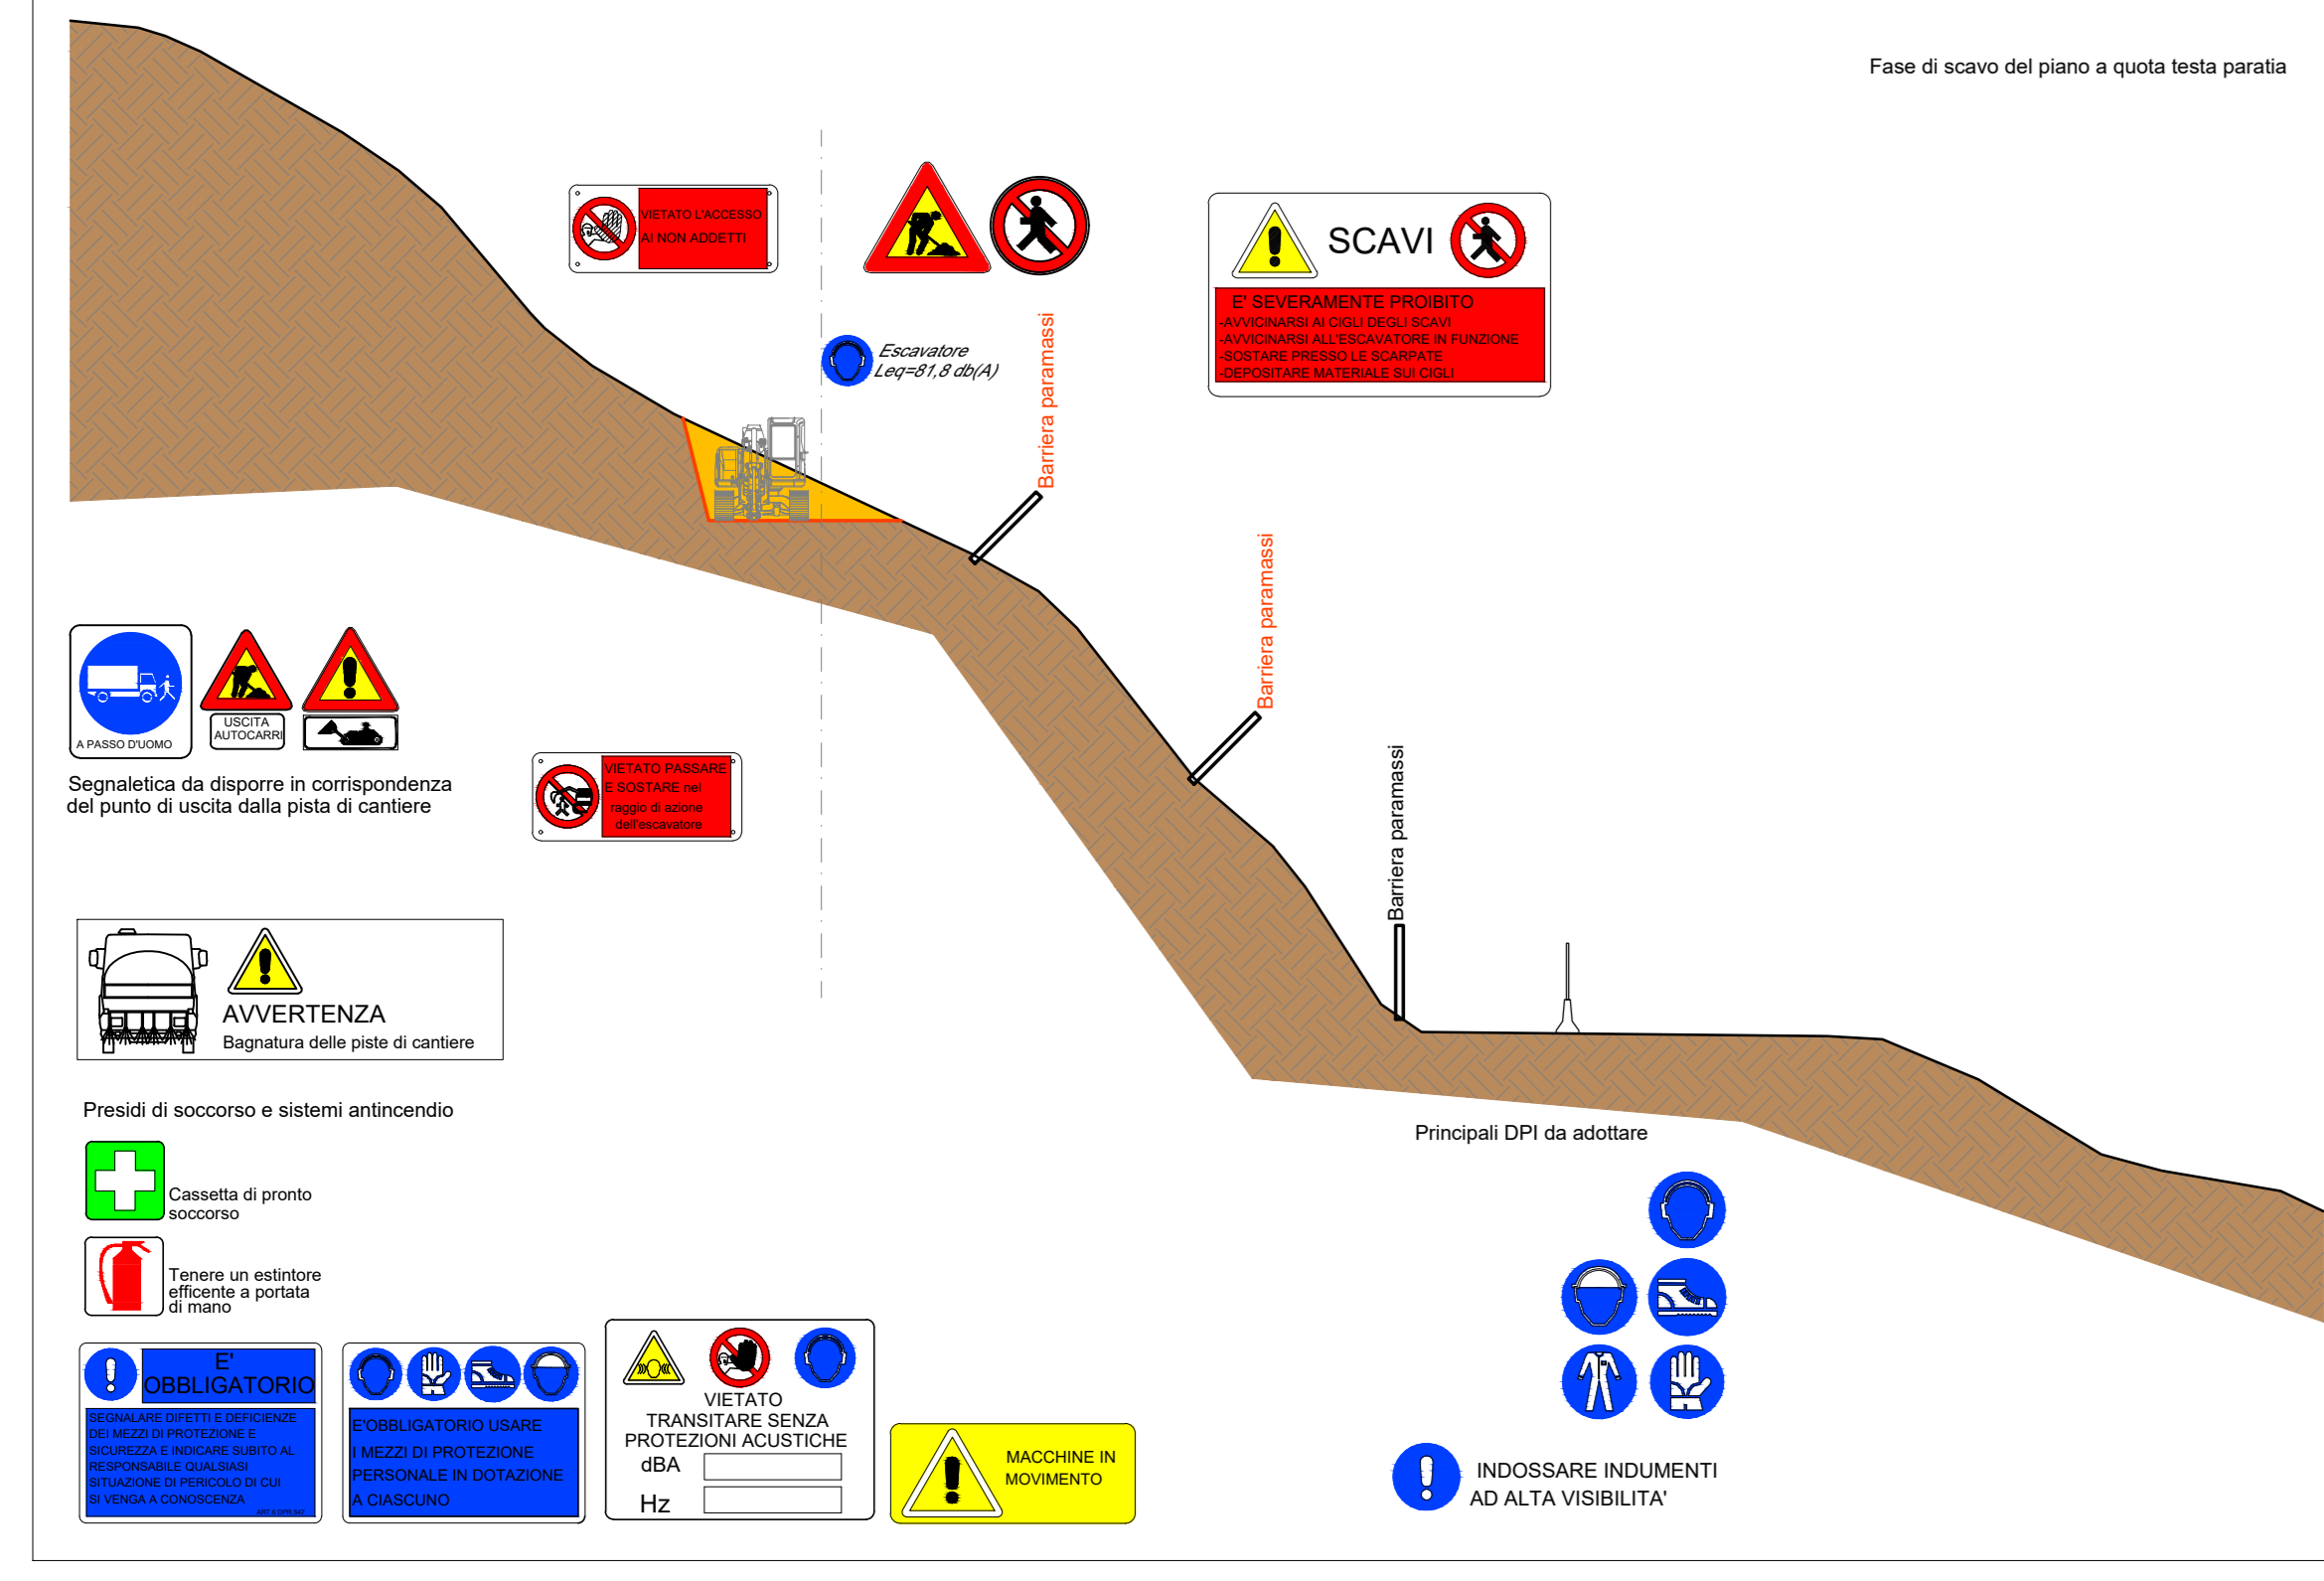 Fase di scavo del piano a quota testa paratia
VIETATO L'ACCESSO
AI NON ADDETTI
SCAVI
E' SEVERAMENTE PROIBITO
-AVVICINARSI AI CIGLI DEGLI SCAVI
-AVVICINARSI ALL'ESCAVATORE IN FUNZIONE
-SOSTARE PRESSO LE SCARPATE
-DEPOSITARE MATERIALE SUI CIGLI
Escavatore
Leq=81,8 db(A)
Barriera paramassi
Barriera paramassi
Barriera paramassi
A PASSO D'UOMO
USCITA
AUTOCARRI
Segnaletica da disporre in corrispondenza
del punto di uscita dalla pista di cantiere
VIETATO PASSARE
E SOSTARE nel
raggio di azione
dell'escavatore
AVVERTENZA
Bagnatura delle piste di cantiere
Presidi di soccorso e sistemi antincendio
Cassetta di pronto
soccorso
Tenere un estintore
efficente a portata
di mano
Principali DPI da adottare
E'
OBBLIGATORIO
SEGNALARE DIFETTI E DEFICIENZE
DEI MEZZI DI PROTEZIONE E
SICUREZZA E INDICARE SUBITO AL
RESPONSABILE QUALSIASI
SITUAZIONE DI PERICOLO DI CUI
SI VENGA A CONOSCENZA
ART.6 DPR.547
E'OBBLIGATORIO USARE
I MEZZI DI PROTEZIONE
PERSONALE IN DOTAZIONE
A CIASCUNO
VIETATO
TRANSITARE SENZA
PROTEZIONI ACUSTICHE
dBA
Hz
MACCHINE IN
MOVIMENTO
INDOSSARE INDUMENTI
AD ALTA VISIBILITA'